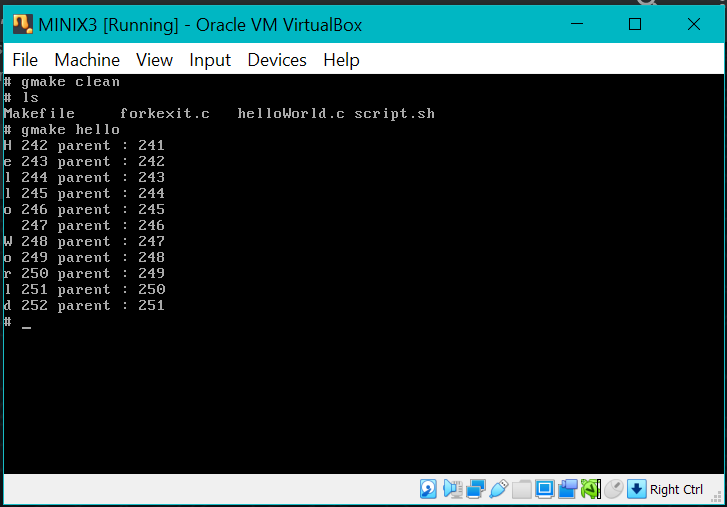 MINIX3 [Running] - Oracle VM VirtualBox
File Machine View Input Devices Help
# gmake clean
# ls
Makefile forkexit.c helloWorld.c script.sh
# gmake hello
H 242 parent : 241
e 243 parent : 242
l 244 parent : 243
l 245 parent : 244
o 246 parent : 245
247 parent : 246
W 248 parent : 247
o 249 parent : 248
r 250 parent : 249
l 251 parent : 250
d 252 parent : 251
# _
Right Ctrl